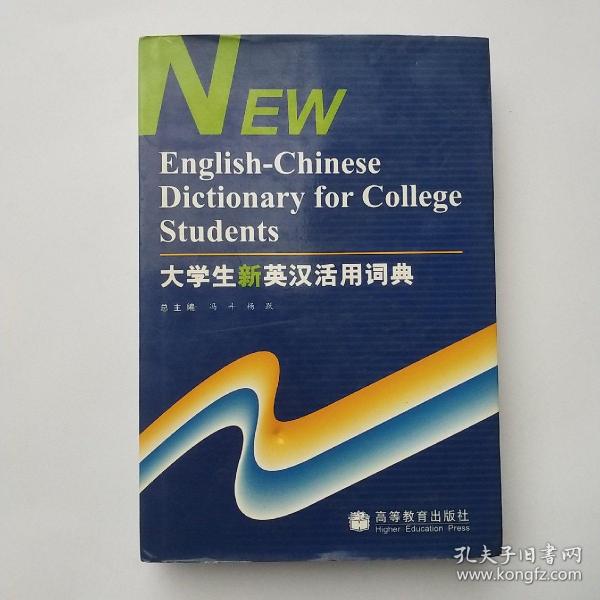 NEW
English-Chinese
Dictionary for College
Students
大学生新英汉活用词典
总主编 冯斗 杨跃
高等教育出版社
Higher Education Press
孔夫子旧书网
www.kongfz.com